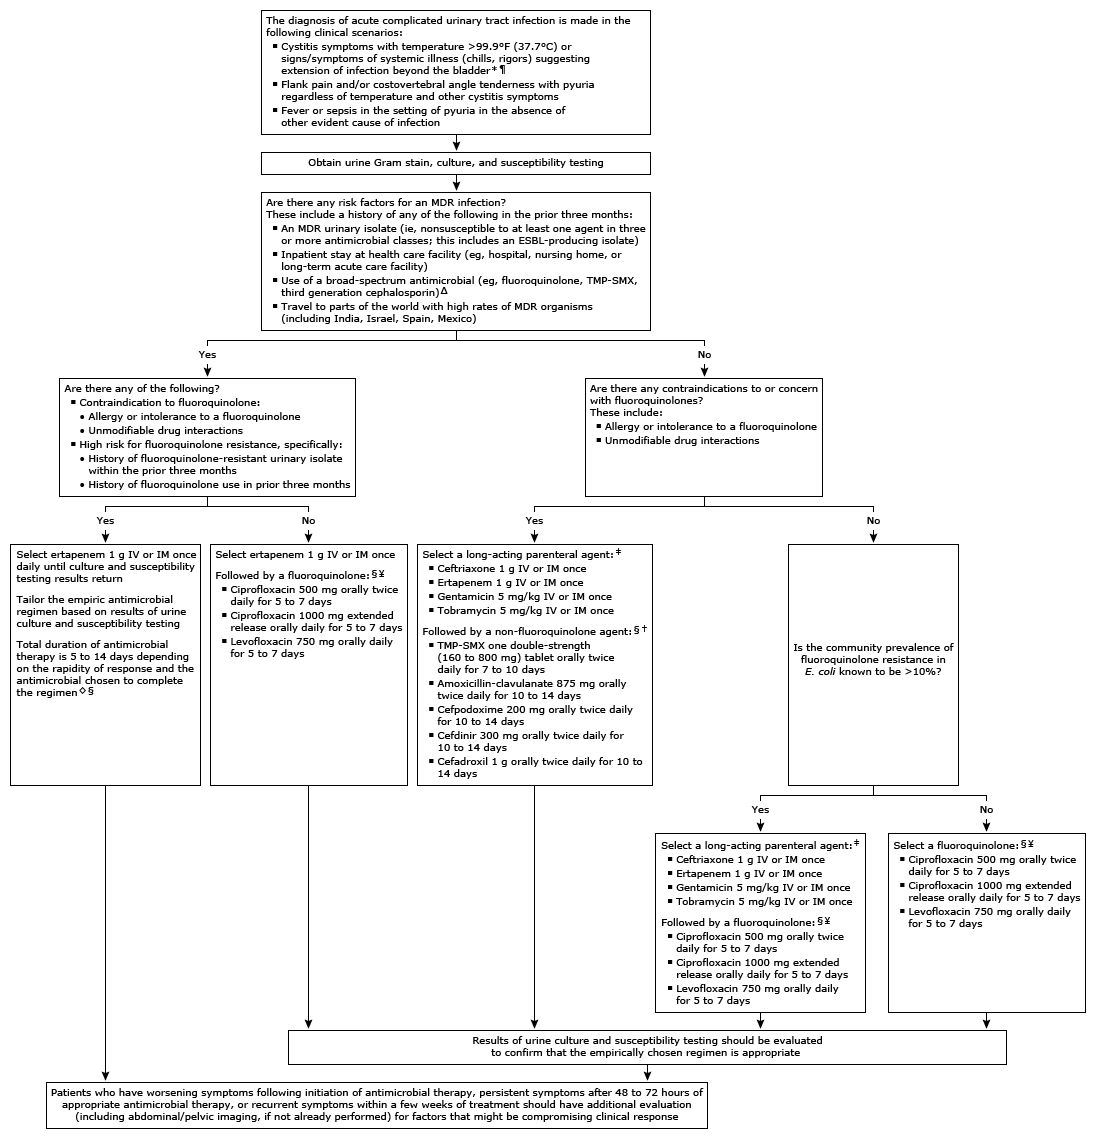 The diagnosis of acute complicated urinary tract infection is made in the
following clinical scenarios:
▪ Cystitis symptoms with temperature >99.9°F (37.7°C) or
signs/symptoms of systemic illness (chills, rigors) suggesting
extension of infection beyond the bladder*¶
▪ Flank pain and/or costovertebral angle tenderness with pyuria
regardless of temperature and other cystitis symptoms
▪ Fever or sepsis in the setting of pyuria in the absence of
other evident cause of infection
Obtain urine Gram stain, culture, and susceptibility testing
Are there any risk factors for an MDR infection?
These include a history of any of the following in the prior three months:
▪ An MDR urinary isolate (ie, nonsusceptible to at least one agent in three
or more antimicrobial classes; this includes an ESBL-producing isolate)
▪ Inpatient stay at health care facility (eg, hospital, nursing home, or
long-term acute care facility)
▪ Use of a broad-spectrum antimicrobial (eg, fluoroquinolone, TMP-SMX,
third generation cephalosporin)Δ
▪ Travel to parts of the world with high rates of MDR organisms
(including India, Israel, Spain, Mexico)
Yes
No
Are there any of the following?
▪ Contraindication to fluoroquinolone:
• Allergy or intolerance to a fluoroquinolone
• Unmodifiable drug interactions
▪ High risk for fluoroquinolone resistance, specifically:
• History of fluoroquinolone-resistant urinary isolate
within the prior three months
• History of fluoroquinolone use in prior three months
Are there any contraindications to or concern
with fluoroquinolones?
These include:
▪ Allergy or intolerance to a fluoroquinolone
▪ Unmodifiable drug interactions
Yes
No
Yes
No
Select ertapenem 1 g IV or IM once
daily until culture and susceptibility
testing results return
Tailor the empiric antimicrobial
regimen based on results of urine
culture and susceptibility testing
Total duration of antimicrobial
therapy is 5 to 14 days depending
on the rapidity of response and the
antimicrobial chosen to complete
the regimen◇§
Select ertapenem 1 g IV or IM once
Followed by a fluoroquinolone:§¥
▪ Ciprofloxacin 500 mg orally twice
daily for 5 to 7 days
▪ Ciprofloxacin 1000 mg extended
release orally daily for 5 to 7 days
▪ Levofloxacin 750 mg orally daily
for 5 to 7 days
Select a long-acting parenteral agent:‡
▪ Ceftriaxone 1 g IV or IM once
▪ Ertapenem 1 g IV or IM once
▪ Gentamicin 5 mg/kg IV or IM once
▪ Tobramycin 5 mg/kg IV or IM once
Followed by a non-fluoroquinolone agent:§†
▪ TMP-SMX one double-strength
(160 to 800 mg) tablet orally twice
daily for 7 to 10 days
▪ Amoxicillin-clavulanate 875 mg orally
twice daily for 10 to 14 days
▪ Cefpodoxime 200 mg orally twice daily
for 10 to 14 days
▪ Cefdinir 300 mg orally twice daily for
10 to 14 days
▪ Cefadroxil 1 g orally twice daily for 10 to
14 days
Is the community prevalence of
fluoroquinolone resistance in
E. coli known to be >10%?
Yes
No
Select a long-acting parenteral agent:‡
▪ Ceftriaxone 1 g IV or IM once
▪ Ertapenem 1 g IV or IM once
▪ Gentamicin 5 mg/kg IV or IM once
▪ Tobramycin 5 mg/kg IV or IM once
Followed by a fluoroquinolone:§¥
▪ Ciprofloxacin 500 mg orally twice
daily for 5 to 7 days
▪ Ciprofloxacin 1000 mg extended
release orally daily for 5 to 7 days
▪ Levofloxacin 750 mg orally daily
for 5 to 7 days
Select a fluoroquinolone:§¥
▪ Ciprofloxacin 500 mg orally twice
daily for 5 to 7 days
▪ Ciprofloxacin 1000 mg extended
release orally daily for 5 to 7 days
▪ Levofloxacin 750 mg orally daily
for 5 to 7 days
Results of urine culture and susceptibility testing should be evaluated
to confirm that the empirically chosen regimen is appropriate
Patients who have worsening symptoms following initiation of antimicrobial therapy, persistent symptoms after 48 to 72 hours of
appropriate antimicrobial therapy, or recurrent symptoms within a few weeks of treatment should have additional evaluation
(including abdominal/pelvic imaging, if not already performed) for factors that might be compromising clinical response